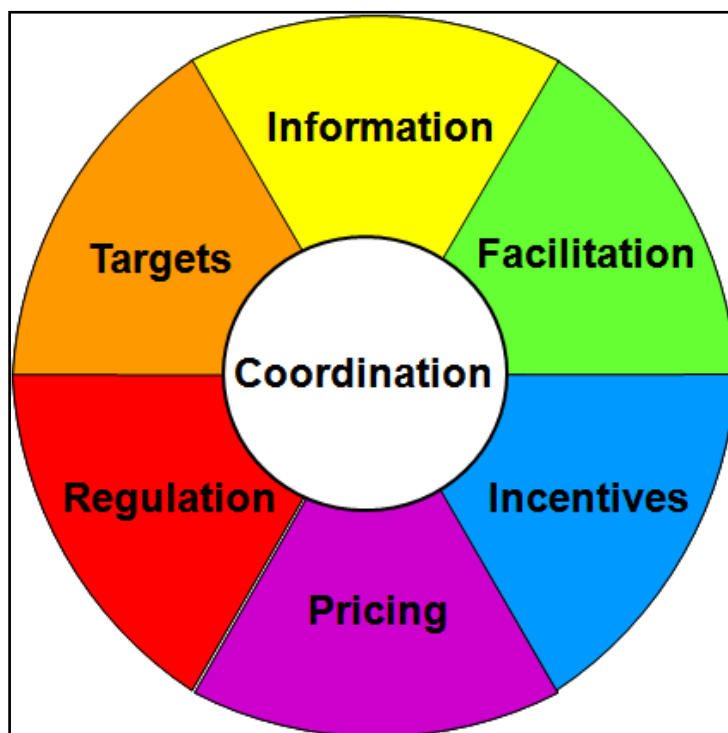 Information
Facilitation
Targets
Coordination
Regulation
Incentives
Pricing